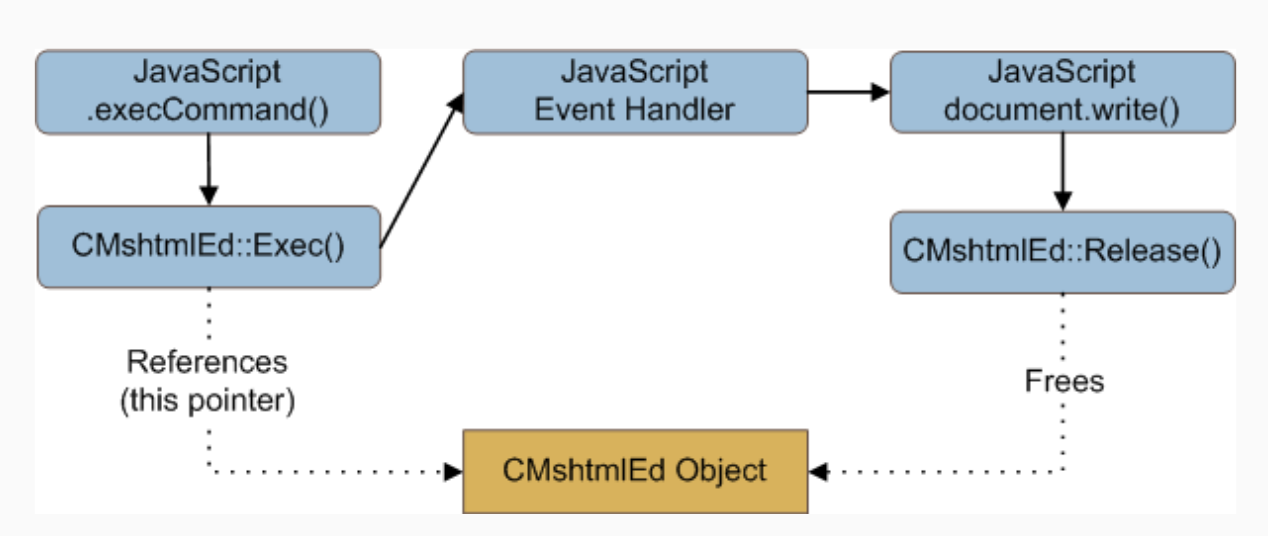 JavaScript
.execCommand()
JavaScript
Event Handler
JavaScript
document.write()
CMshtmlEd::Exec()
CMshtmlEd::Release()
References
(this pointer)
Frees
CMshtmlEd Object